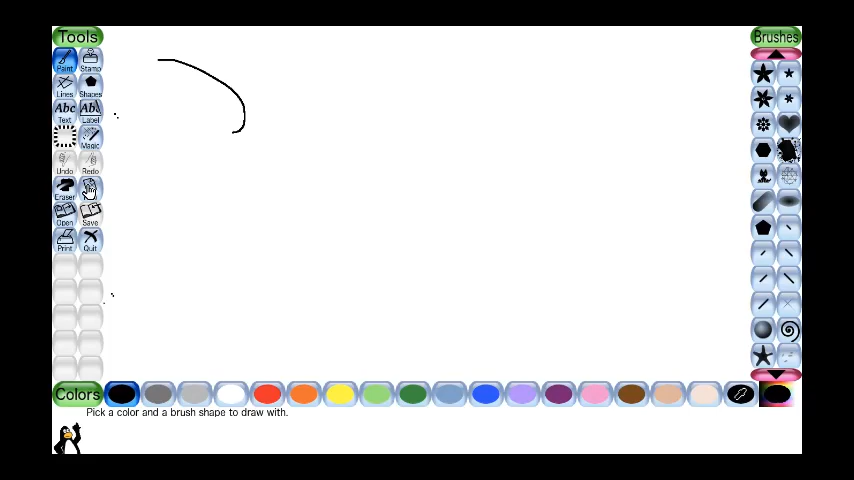 Tools
Brushes
Paint Stamp
Lines Shapes
Abc Abc
Text Label
Magic
Undo Redo
Eraser
Open Save
Print Quit
Colors
Pick a color and a brush shape to draw with.